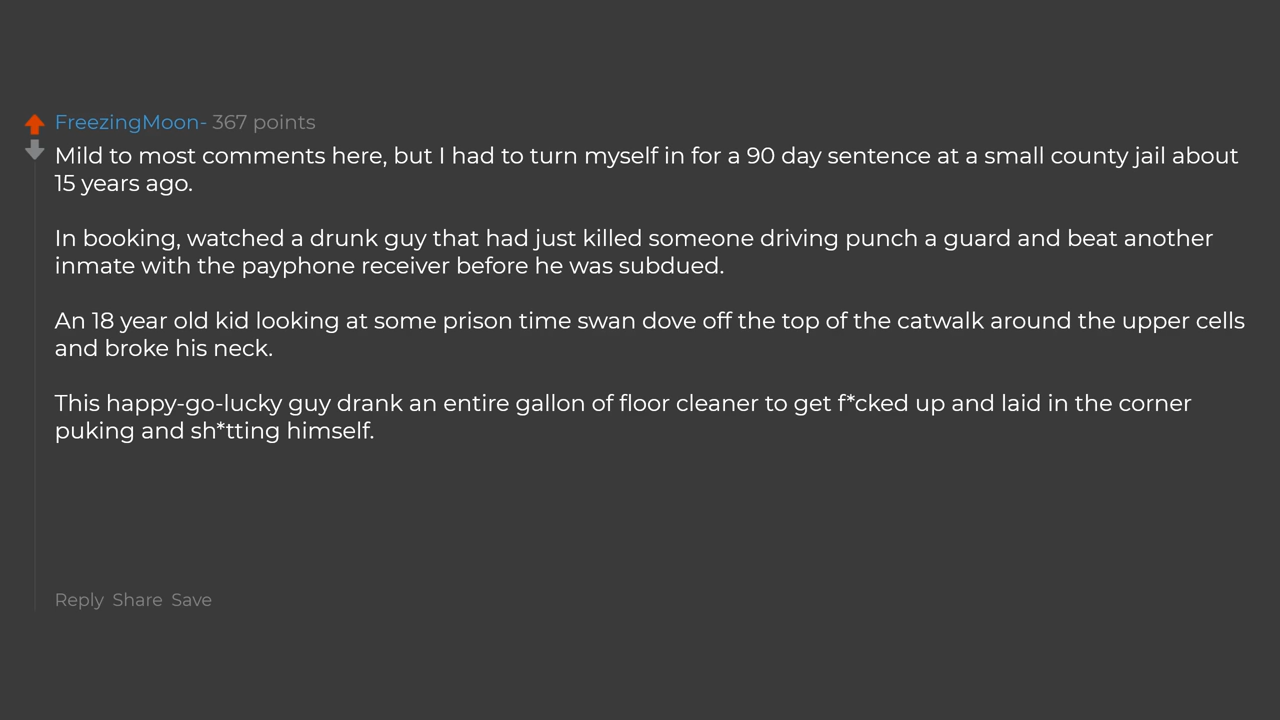 FreezingMoon- 367 points
Mild to most comments here, but I had to turn myself in for a 90 day sentence at a small county jail about
15 years ago.
In booking, watched a drunk guy that had just killed someone driving punch a guard and beat another
inmate with the payphone receiver before he was subdued.
An 18 year old kid looking at some prison time swan dove off the top of the catwalk around the upper cells
and broke his neck.
This happy-go-lucky guy drank an entire gallon of floor cleaner to get f*cked up and laid in the corner
puking and sh*tting himself.
Reply Share Save